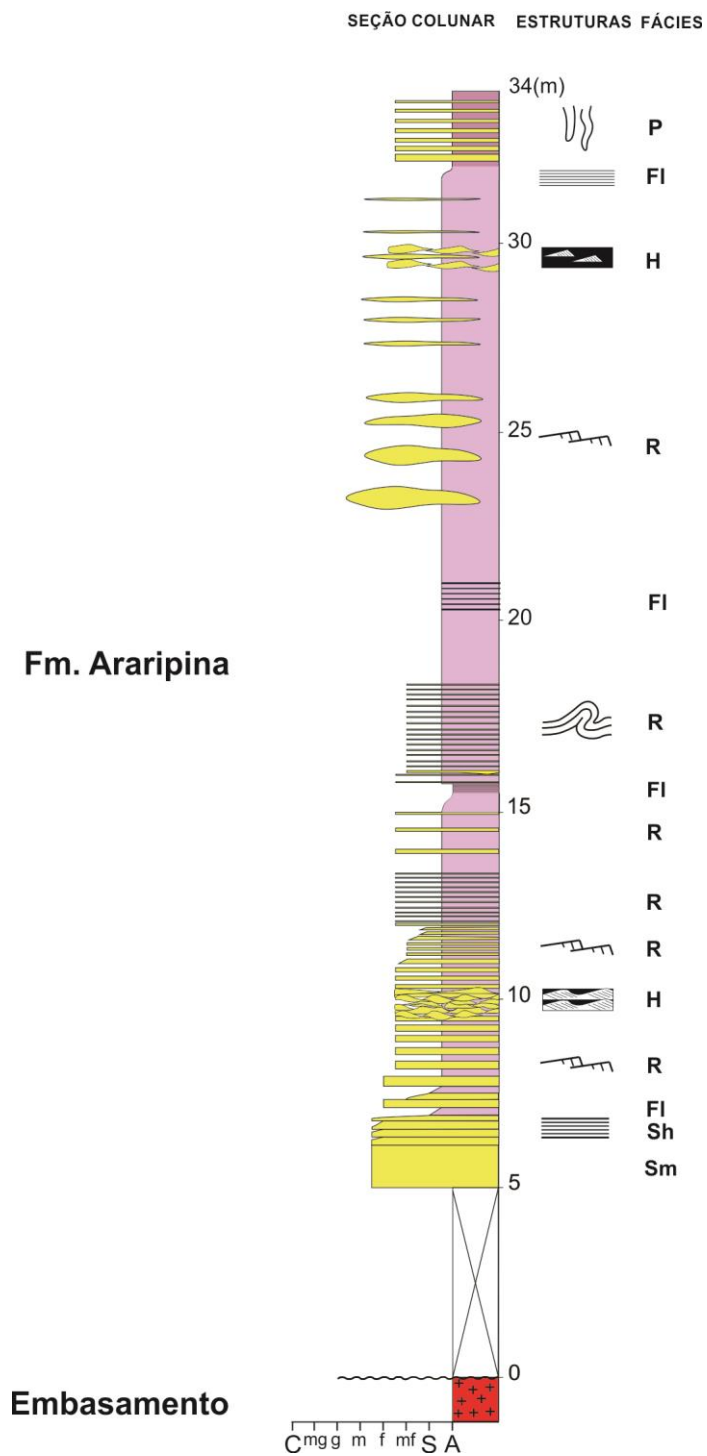 SEÇÃO COLUNAR ESTRUTURAS FÁCIES
34(m)
P
Fl
30
H
25
R
Fl
20
Fm. Araripina
R
Fl
15
R
R
R
10
H
R
Fl
Sh
Sm
5
0
Embasamento
C mg g m f mf S A